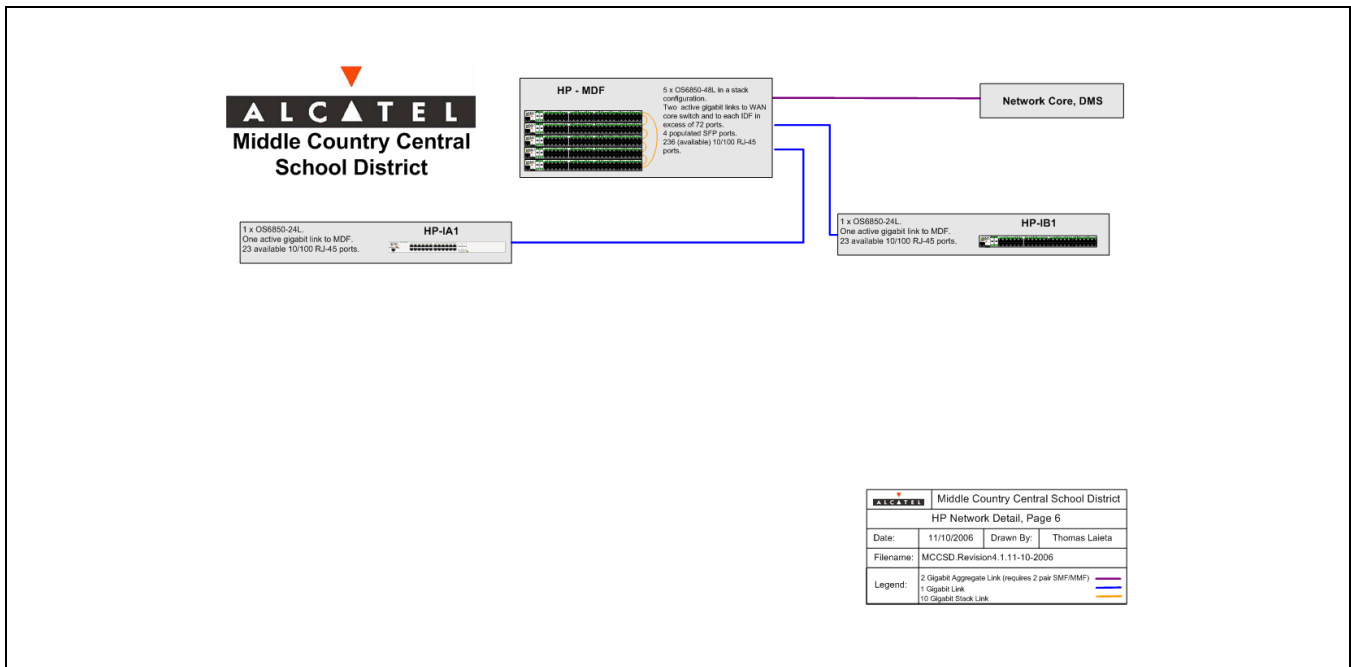 ALCATEL
Middle Country Central
School District
HP - MDF
5 x OS6850-48L in a stack
configuration.
Two active gigabit links to WAN
core switch and to each IDF in
excess of 72 ports.
4 populated SFP ports.
236 (available) 10/100 RJ-45
ports.
Network Core, DMS
1 x OS6850-24L.
One active gigabit link to MDF.
23 available 10/100 RJ-45 ports.
HP-IA1
1 x OS6850-24L.
One active gigabit link to MDF.
23 available 10/100 RJ-45 ports.
HP-IB1
ALCATEL
Middle Country Central School District
HP Network Detail, Page 6
Date: 11/10/2006 Drawn By: Thomas Laieta
Filename: MCCSD.Revision4.1.11-10-2006
Legend:
2 Gigabit Aggregate Link (requires 2 pair SMF/MMF)
1 Gigabit Link
10 Gigabit Stack Link